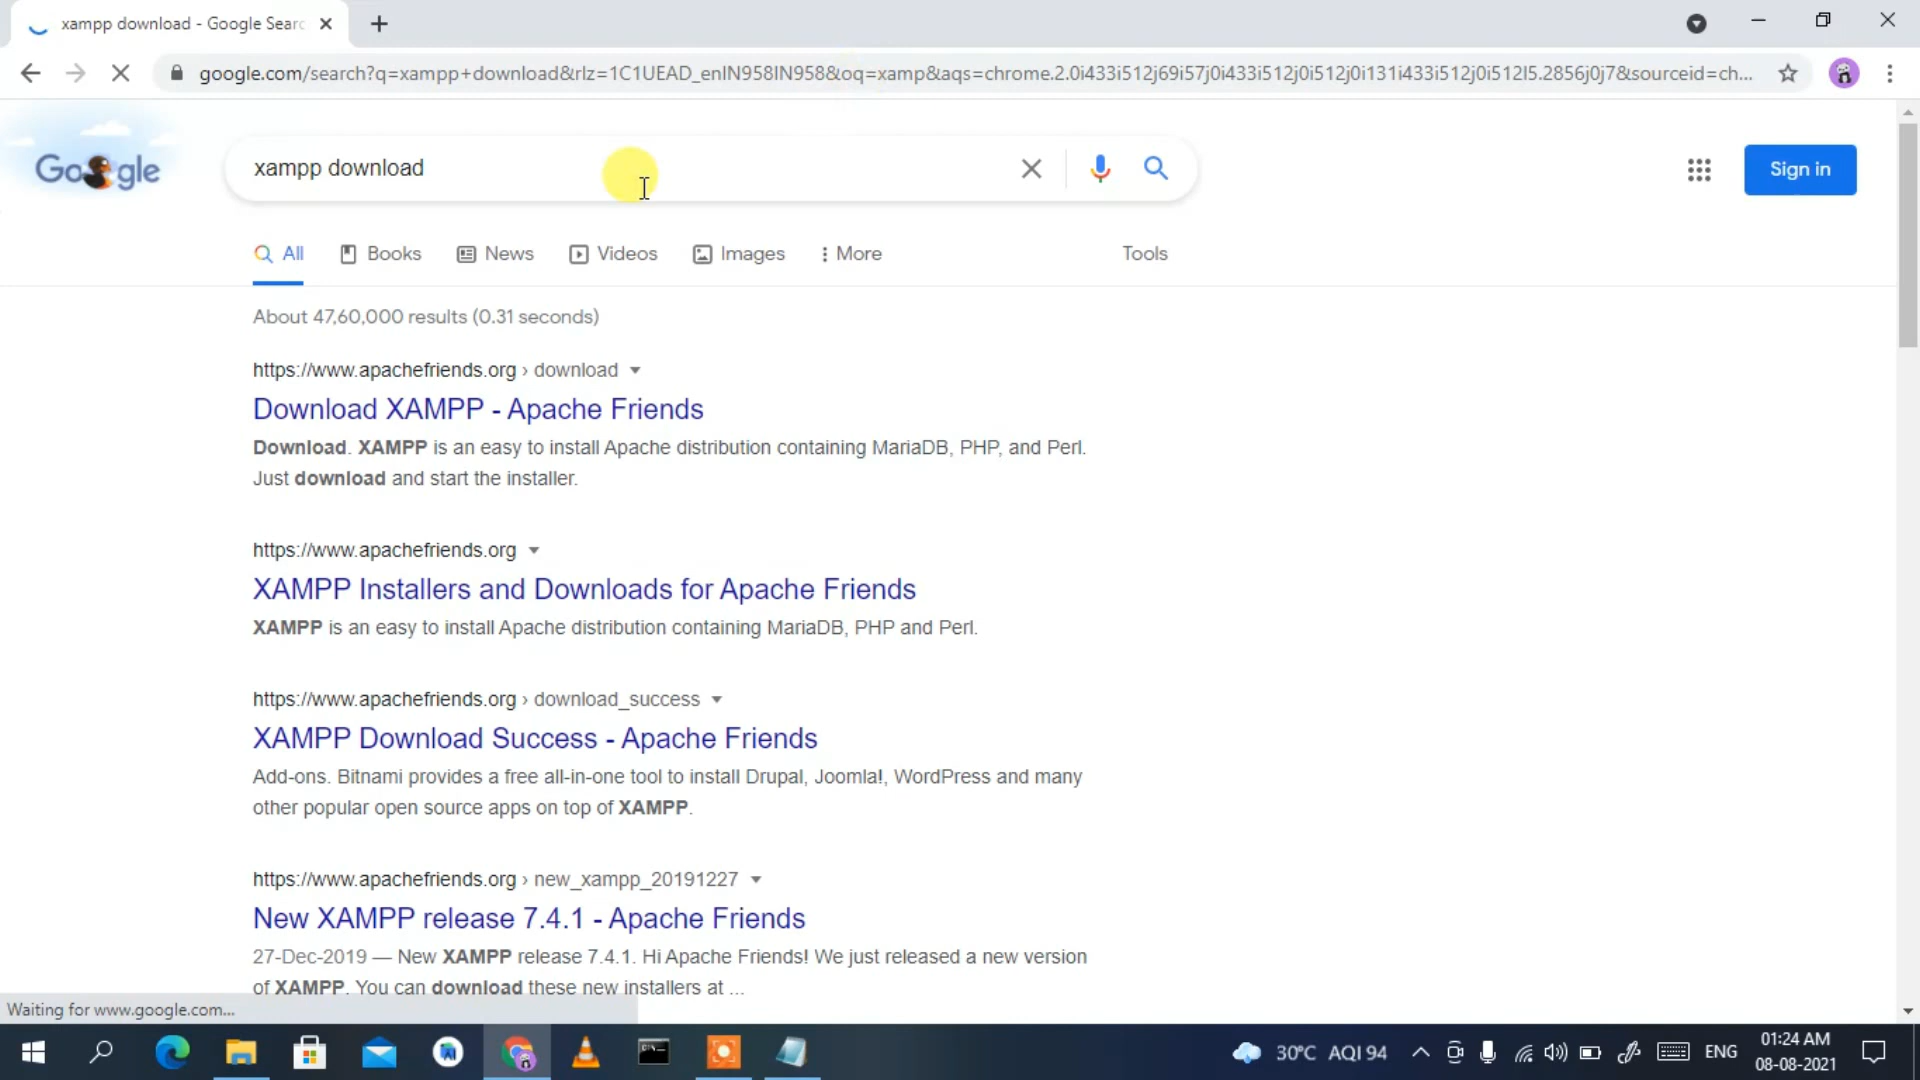 xampp download - Google Searc
google.com/search?q=xampp+download&rlz=1C1UEAD_enIN958IN958&oq=xamp&aqs=chrome.2.0i433i512j69i57j0i433i512j0i512j0i131i433i512j0i512l5.2856j0j7&sourceid=ch...
Google
xampp download
Sign in
All
Books
News
Videos
Images
More
Tools
About 47,60,000 results (0.31 seconds)
https://www.apachefriends.org › download
Download XAMPP - Apache Friends
Download. XAMPP is an easy to install Apache distribution containing MariaDB, PHP, and Perl.
Just download and start the installer.
https://www.apachefriends.org
XAMPP Installers and Downloads for Apache Friends
XAMPP is an easy to install Apache distribution containing MariaDB, PHP and Perl.
https://www.apachefriends.org › download_success
XAMPP Download Success - Apache Friends
Add-ons. Bitnami provides a free all-in-one tool to install Drupal, Joomla!, WordPress and many
other popular open source apps on top of XAMPP.
https://www.apachefriends.org › new_xampp_20191227
New XAMPP release 7.4.1 - Apache Friends
27-Dec-2019 — New XAMPP release 7.4.1. Hi Apache Friends! We just released a new version
of XAMPP. You can download these new installers at ...
Waiting for www.google.com...
30°C AQI 94
ENG
01:24 AM
08-08-2021